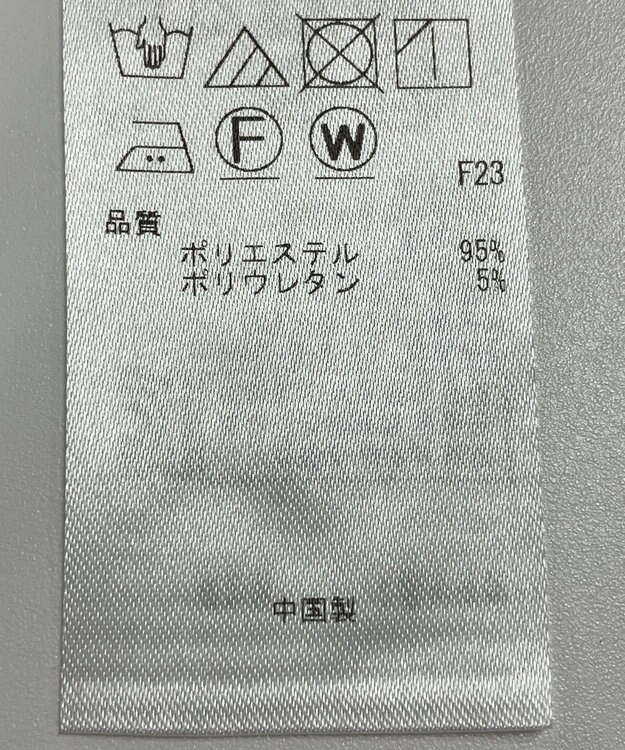 F W
F23
品質
ポリエステル 95%
ポリウレタン 5%
中国製